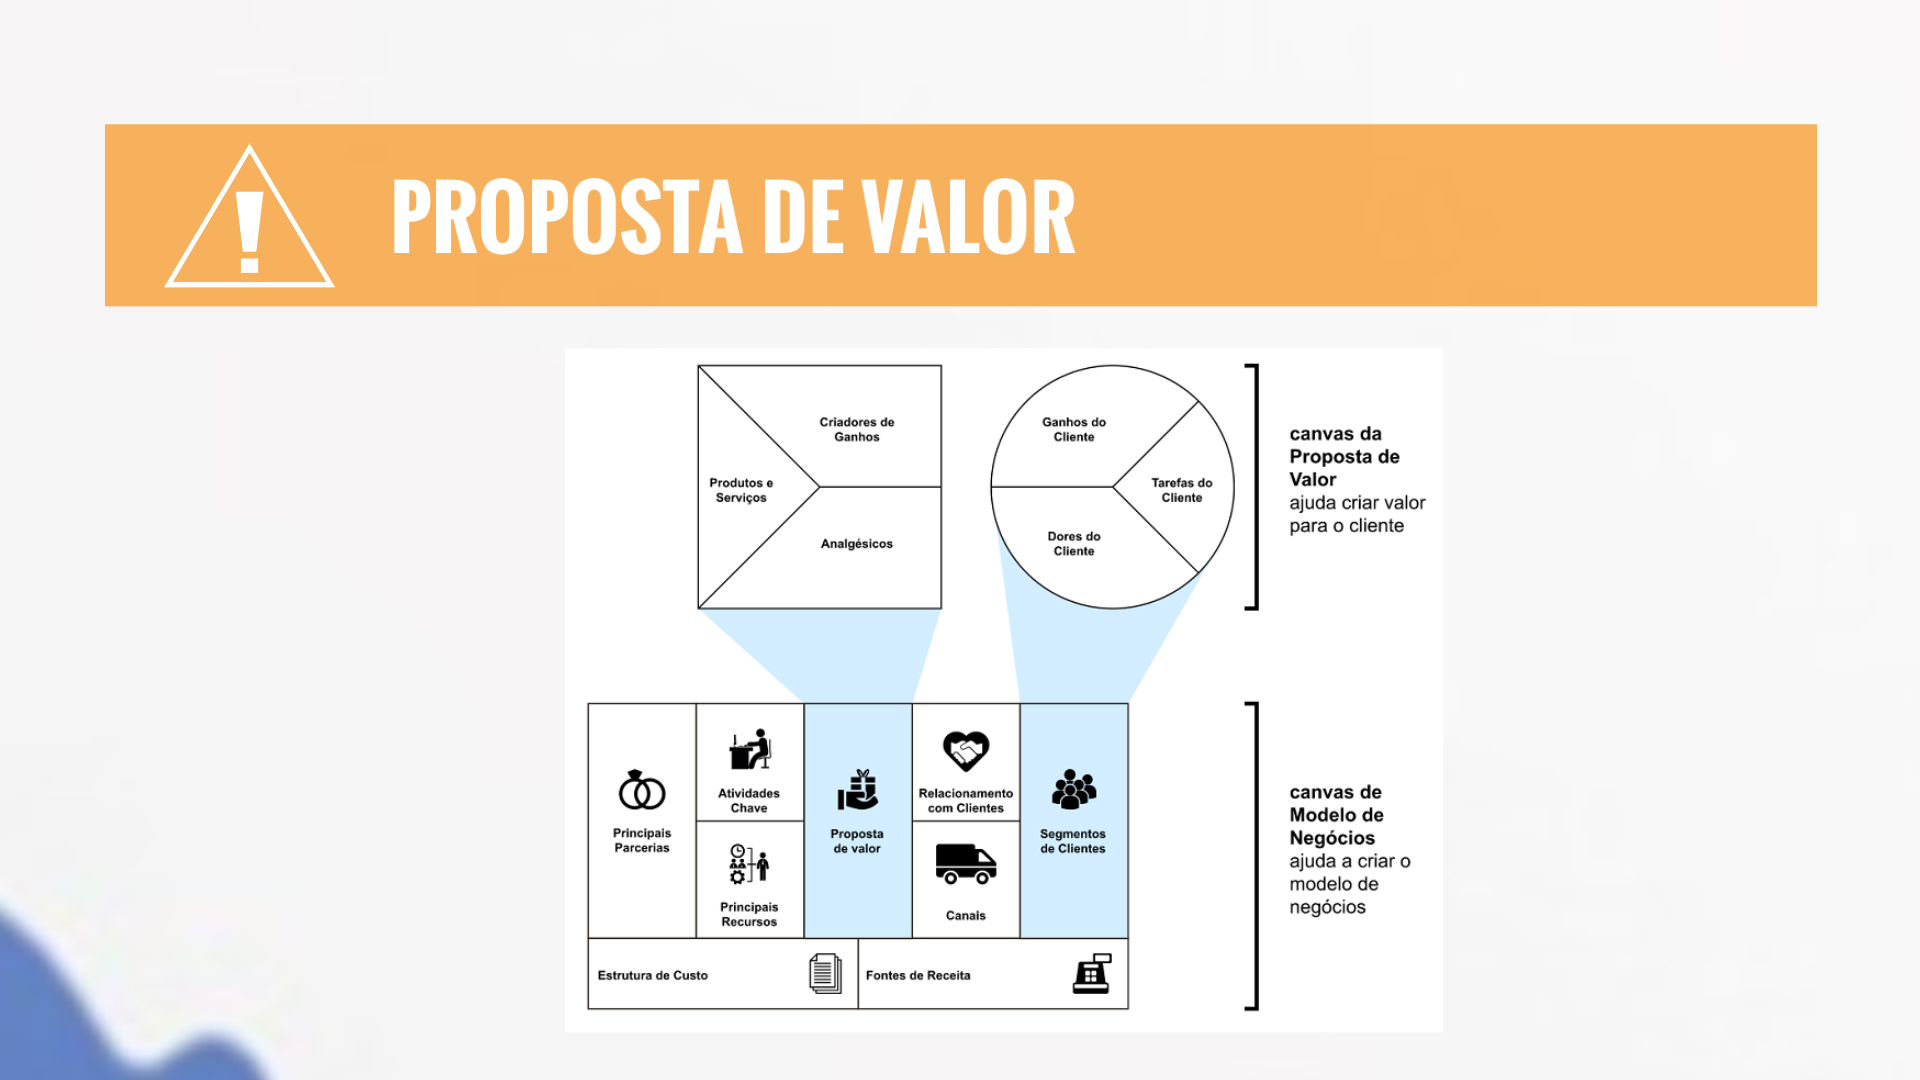 PROPOSTA DE VALOR
Criadores de
Ganhos
Produtos e
Serviços
Analgésicos
Ganhos do
Cliente
Tarefas do
Cliente
Dores do
Cliente
canvas da
Proposta de
Valor
ajuda criar valor
para o cliente
Principais
Parcerias
Atividades
Chave
Principais
Recursos
Proposta
de valor
Relacionamento
com Clientes
Canais
Segmentos
de Clientes
Estrutura de Custo
Fontes de Receita
canvas de
Modelo de
Negócios
ajuda a criar o
modelo de
negócios